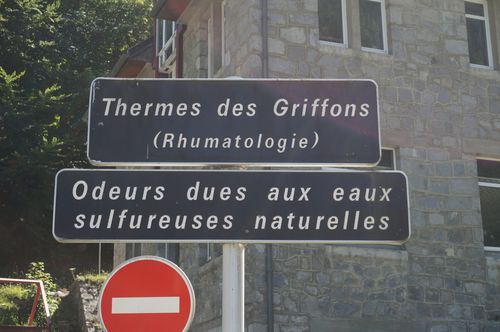 Thermes des Griffons
(Rhumatologie)
Odeurs dues aux eaux
sulfureuses naturelles